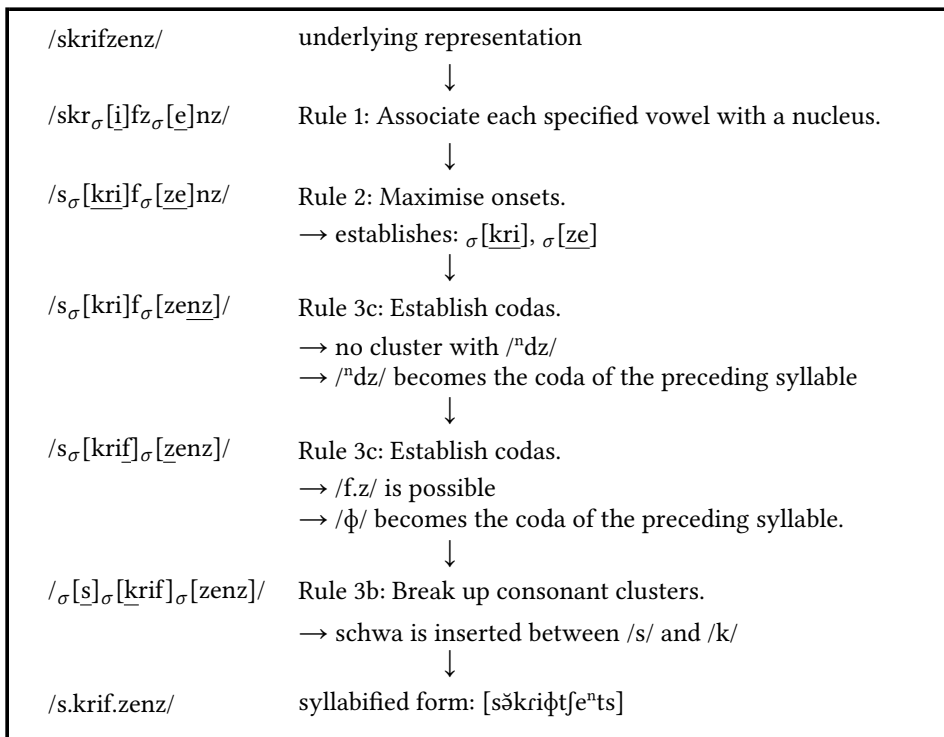 /skrifzenz/ underlying representation
↓
/skrσ[i]fzσ[e]nz/ Rule 1: Associate each specified vowel with a nucleus.
↓
/sσ[kri]fσ[ze]nz/ Rule 2: Maximise onsets.
→ establishes: σ[kri], σ[ze]
↓
/sσ[kri]fσ[zenz]/ Rule 3c: Establish codas.
→ no cluster with /ⁿdz/
→ /ⁿdz/ becomes the coda of the preceding syllable
↓
/sσ[krif]σ[zenz]/ Rule 3c: Establish codas.
→ /f.z/ is possible
→ /ɸ/ becomes the coda of the preceding syllable.
↓
/σ[s]σ[krif]σ[zenz]/ Rule 3b: Break up consonant clusters.
→ schwa is inserted between /s/ and /k/
↓
/s.krif.zenz/ syllabified form: [sə̆kɾiɸtʃeⁿts]